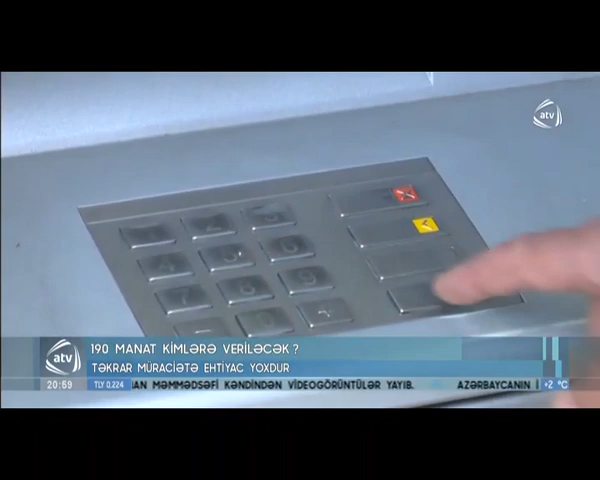 atv
190 MANAT KİMLƏRƏ VERİLƏCƏK?
atv
TƏKRAR MÜRACİƏTƏ EHTİYAC YOXDUR
20:59 TLY 0,224 IAN MƏMMƏDSƏFİ KƏNDİNDƏN VİDEOGÖRÜNTÜLƏR YAYIB. AZƏRBAYCANIN İ +2 °C